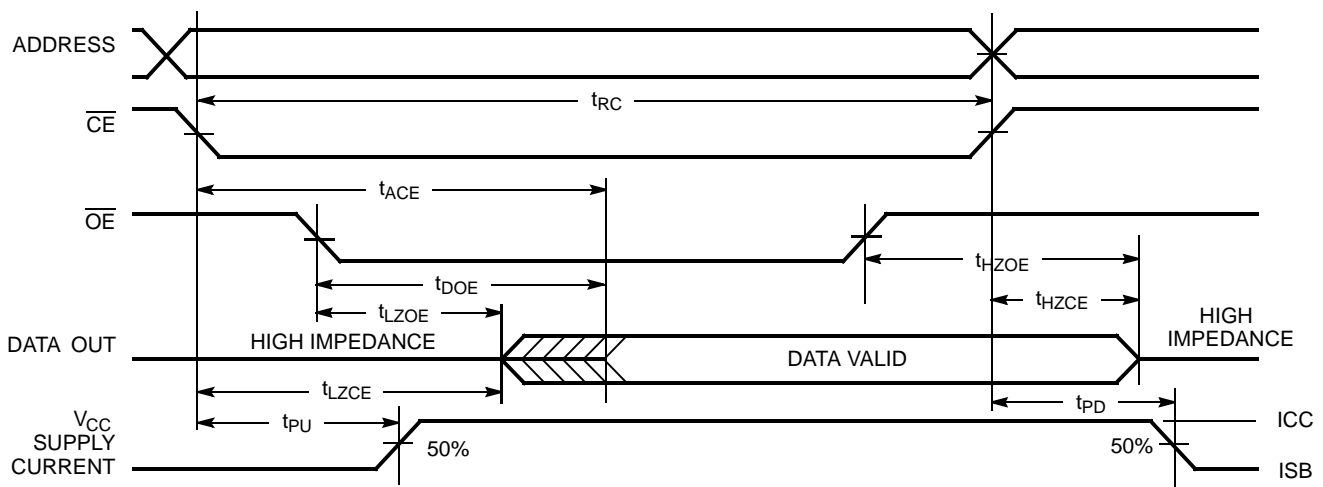 ADDRESS
tRC
CE
tACE
OE
tHZOE
tDOE
tHZCE
tLZOE
HIGH
IMPEDANCE
DATA OUT
HIGH IMPEDANCE
DATA VALID
tLZCE
VCC
SUPPLY
CURRENT
tPU
50%
tPD
50%
ICC
ISB